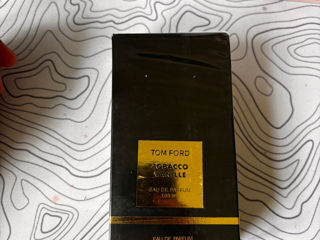 TOM FORD
TOBACCO
VANILLE
EAU DE PARFUM
EAU DE PARFUM